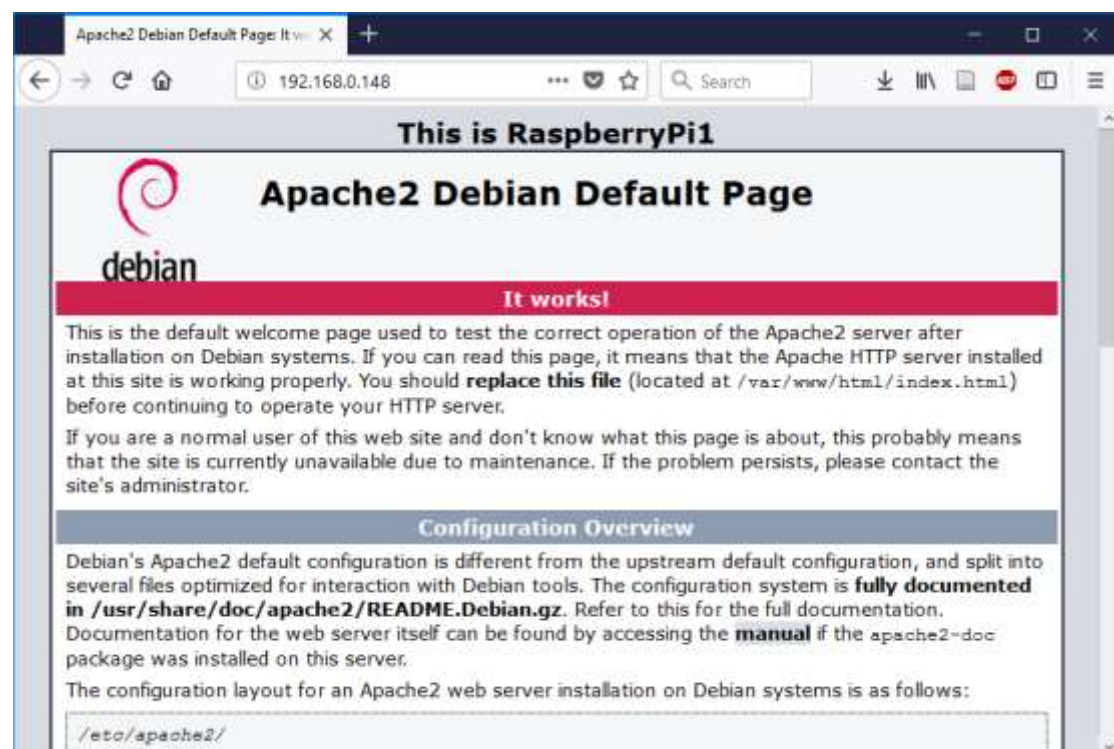 Apache2 Debian Default Page: It w
192.168.0.148
Search
This is RaspberryPi1
Apache2 Debian Default Page
debian
It works!
This is the default welcome page used to test the correct operation of the Apache2 server after
installation on Debian systems. If you can read this page, it means that the Apache HTTP server installed
at this site is working properly. You should replace this file (located at /var/www/html/index.html)
before continuing to operate your HTTP server.
If you are a normal user of this web site and don't know what this page is about, this probably means
that the site is currently unavailable due to maintenance. If the problem persists, please contact the
site's administrator.
Configuration Overview
Debian's Apache2 default configuration is different from the upstream default configuration, and split into
several files optimized for interaction with Debian tools. The configuration system is fully documented
in /usr/share/doc/apache2/README.Debian.gz. Refer to this for the full documentation.
Documentation for the web server itself can be found by accessing the manual if the apache2-doc
package was installed on this server.
The configuration layout for an Apache2 web server installation on Debian systems is as follows:
/etc/apache2/